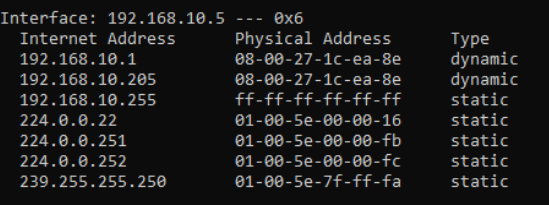 Interface: 192.168.10.5 --- 0x6
Internet Address Physical Address Type
192.168.10.1 08-00-27-1c-ea-8e dynamic
192.168.10.205 08-00-27-1c-ea-8e dynamic
192.168.10.255 ff-ff-ff-ff-ff-ff static
224.0.0.22 01-00-5e-00-00-16 static
224.0.0.251 01-00-5e-00-00-fb static
224.0.0.252 01-00-5e-00-00-fc static
239.255.255.250 01-00-5e-7f-ff-fa static